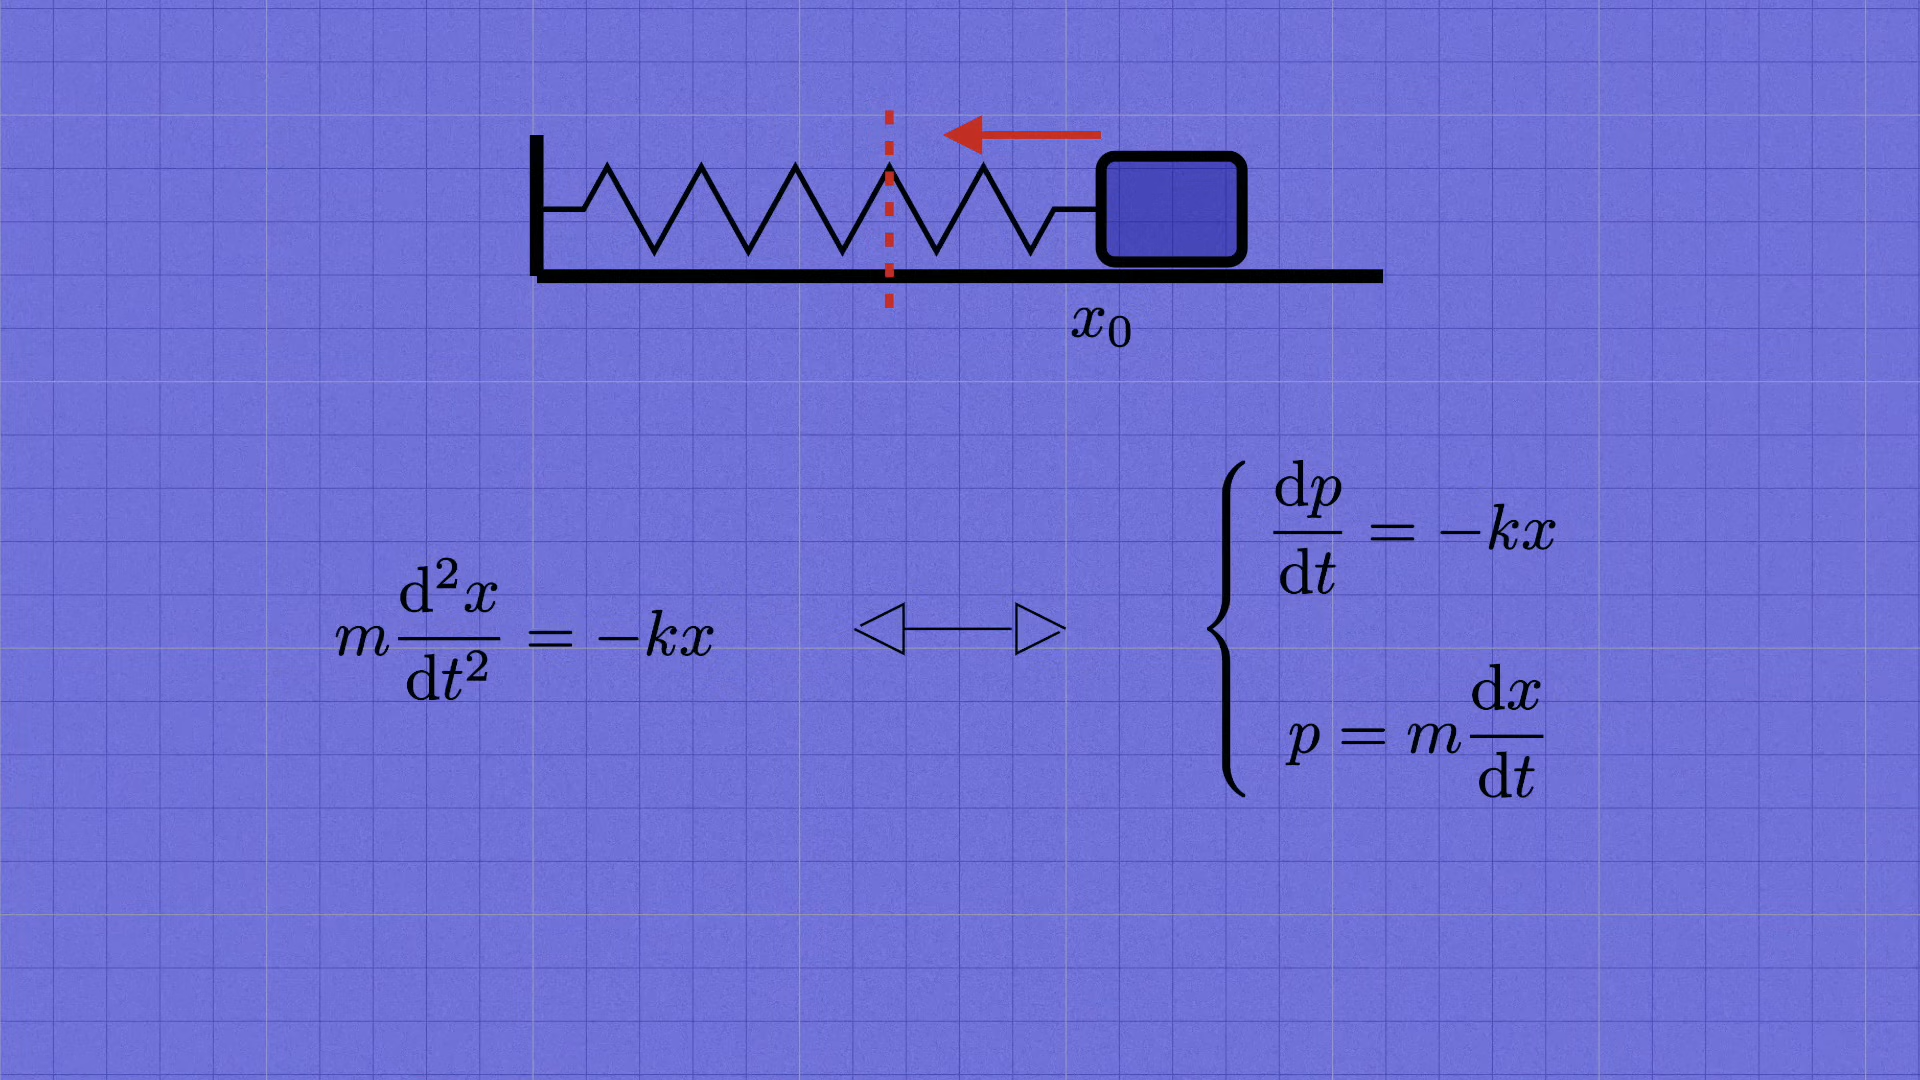 x₀
m d²x/dt² = −kx
dp/dt = −kx
p = m dx/dt